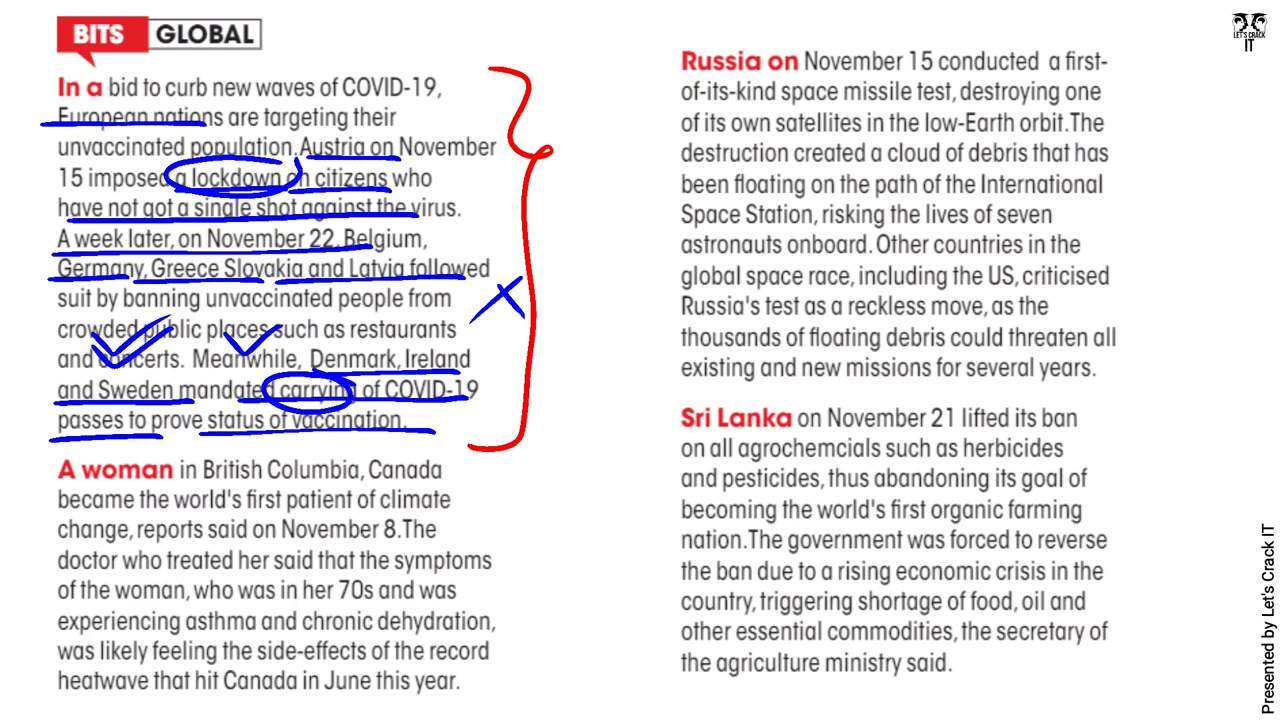 BITS GLOBAL
In a bid to curb new waves of COVID-19,
European nations are targeting their
unvaccinated population. Austria on November
15 imposed a lockdown on citizens who
have not got a single shot against the virus.
A week later, on November 22, Belgium,
Germany, Greece Slovakia and Latvia followed
suit by banning unvaccinated people from
crowded public places such as restaurants
and concerts. Meanwhile, Denmark, Ireland
and Sweden mandated carrying of COVID-19
passes to prove status of vaccination.
A woman in British Columbia, Canada
became the world's first patient of climate
change, reports said on November 8. The
doctor who treated her said that the symptoms
of the woman, who was in her 70s and was
experiencing asthma and chronic dehydration,
was likely feeling the side-effects of the record
heatwave that hit Canada in June this year.
Russia on November 15 conducted a first-
of-its-kind space missile test, destroying one
of its own satellites in the low-Earth orbit. The
destruction created a cloud of debris that has
been floating on the path of the International
Space Station, risking the lives of seven
astronauts onboard. Other countries in the
global space race, including the US, criticised
Russia's test as a reckless move, as the
thousands of floating debris could threaten all
existing and new missions for several years.
Sri Lanka on November 21 lifted its ban
on all agrochemcials such as herbicides
and pesticides, thus abandoning its goal of
becoming the world's first organic farming
nation. The government was forced to reverse
the ban due to a rising economic crisis in the
country, triggering shortage of food, oil and
other essential commodities, the secretary of
the agriculture ministry said.
LET'S CRACK
IT
Presented by Let's Crack IT